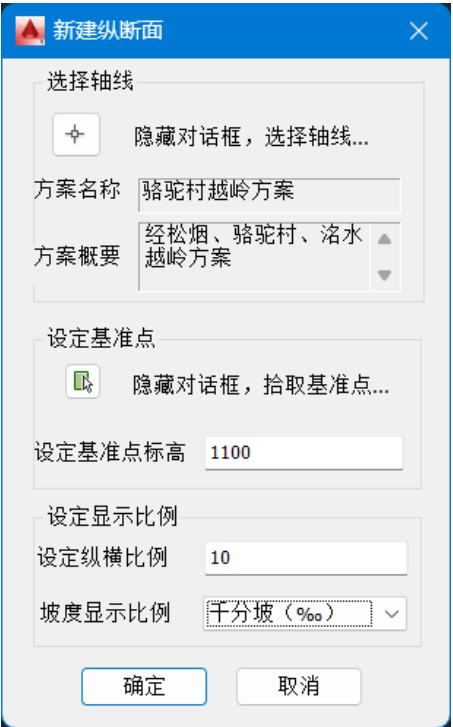 新建纵断面
选择轴线
隐藏对话框，选择轴线...
方案名称 骆驼村越岭方案
方案概要 经松烟、骆驼村、洺水
越岭方案
设定基准点
隐藏对话框，拾取基准点...
设定基准点标高 1100
设定显示比例
设定纵横比例 10
坡度显示比例 千分坡（‰）
确定 取消